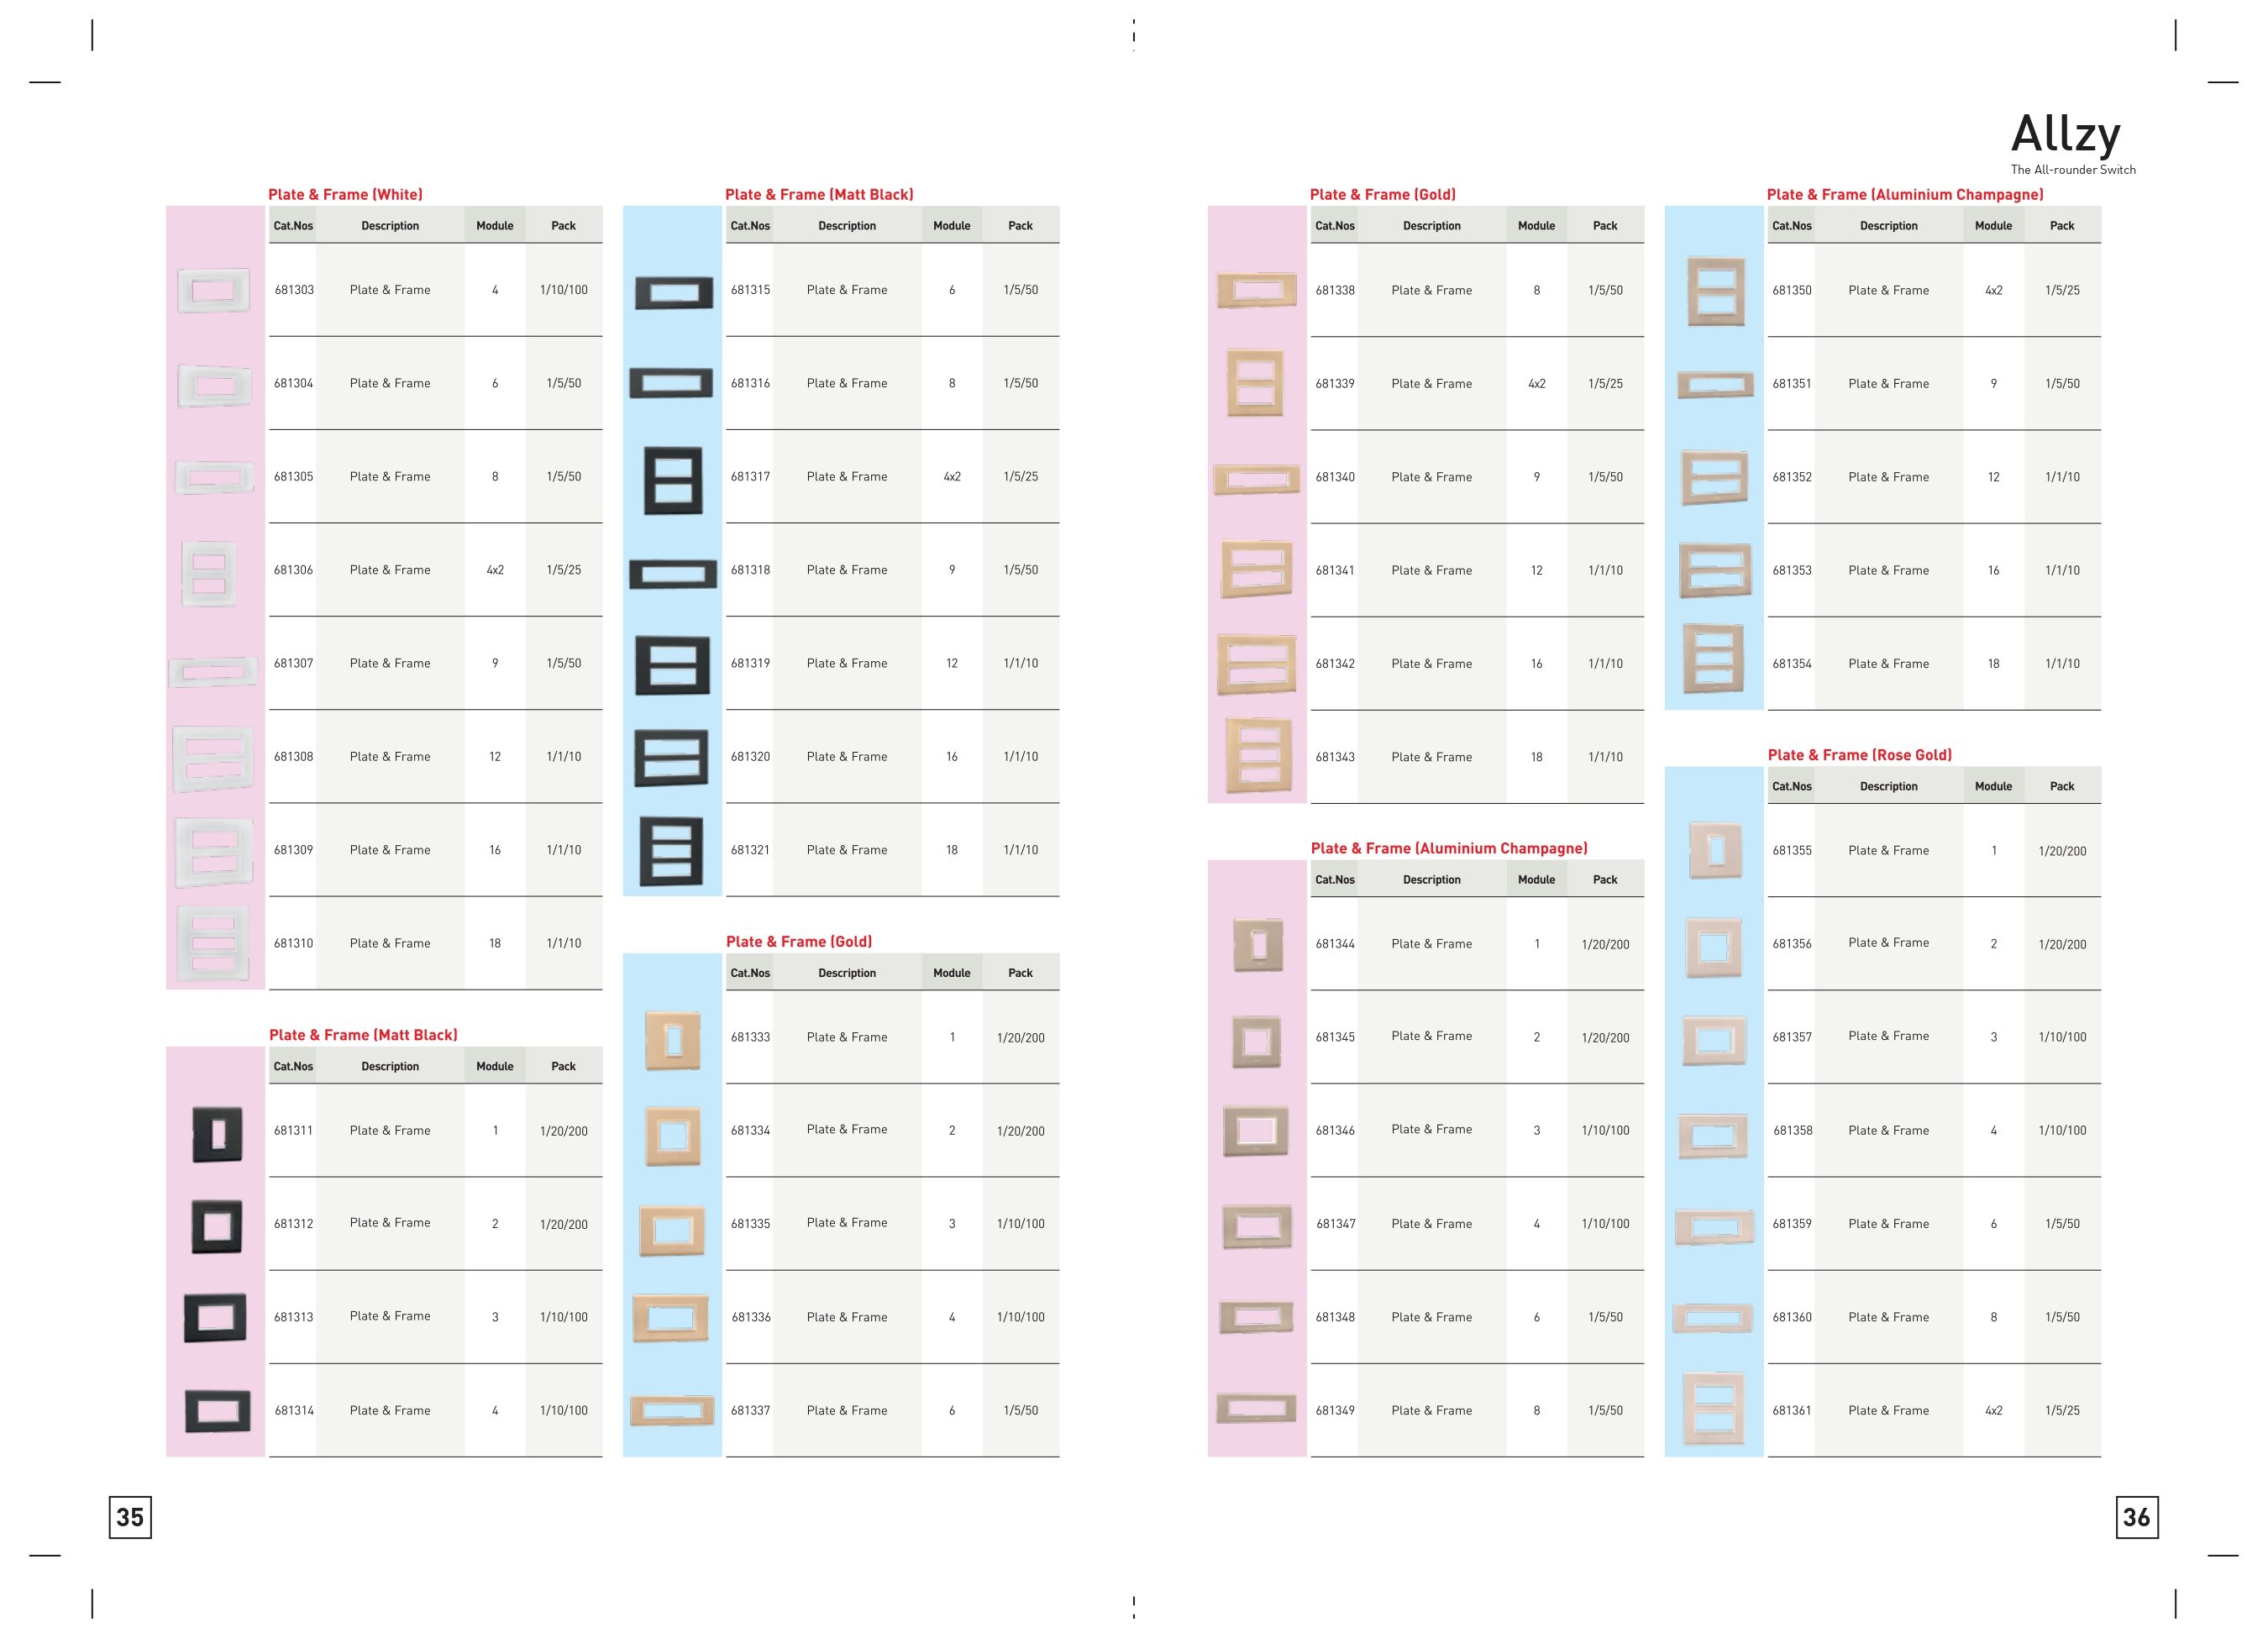 Allzy
The All-rounder Switch
Plate & Frame (White)
Cat.Nos Description Module Pack
681303 Plate & Frame 4 1/10/100
681304 Plate & Frame 6 1/5/50
681305 Plate & Frame 8 1/5/50
681306 Plate & Frame 4x2 1/5/25
681307 Plate & Frame 9 1/5/50
681308 Plate & Frame 12 1/1/10
681309 Plate & Frame 16 1/1/10
681310 Plate & Frame 18 1/1/10
Plate & Frame (Matt Black)
Cat.Nos Description Module Pack
681311 Plate & Frame 1 1/20/200
681312 Plate & Frame 2 1/20/200
681313 Plate & Frame 3 1/10/100
681314 Plate & Frame 4 1/10/100
Plate & Frame (Matt Black)
Cat.Nos Description Module Pack
681315 Plate & Frame 6 1/5/50
681316 Plate & Frame 8 1/5/50
681317 Plate & Frame 4x2 1/5/25
681318 Plate & Frame 9 1/5/50
681319 Plate & Frame 12 1/1/10
681320 Plate & Frame 16 1/1/10
681321 Plate & Frame 18 1/1/10
Plate & Frame (Gold)
Cat.Nos Description Module Pack
681333 Plate & Frame 1 1/20/200
681334 Plate & Frame 2 1/20/200
681335 Plate & Frame 3 1/10/100
681336 Plate & Frame 4 1/10/100
681337 Plate & Frame 6 1/5/50
Plate & Frame (Gold)
Cat.Nos Description Module Pack
681338 Plate & Frame 8 1/5/50
681339 Plate & Frame 4x2 1/5/25
681340 Plate & Frame 9 1/5/50
681341 Plate & Frame 12 1/1/10
681342 Plate & Frame 16 1/1/10
681343 Plate & Frame 18 1/1/10
Plate & Frame (Aluminium Champagne)
Cat.Nos Description Module Pack
681344 Plate & Frame 1 1/20/200
681345 Plate & Frame 2 1/20/200
681346 Plate & Frame 3 1/10/100
681347 Plate & Frame 4 1/10/100
681348 Plate & Frame 6 1/5/50
681349 Plate & Frame 8 1/5/50
Plate & Frame (Aluminium Champagne)
Cat.Nos Description Module Pack
681350 Plate & Frame 4x2 1/5/25
681351 Plate & Frame 9 1/5/50
681352 Plate & Frame 12 1/1/10
681353 Plate & Frame 16 1/1/10
681354 Plate & Frame 18 1/1/10
Plate & Frame (Rose Gold)
Cat.Nos Description Module Pack
681355 Plate & Frame 1 1/20/200
681356 Plate & Frame 2 1/20/200
681357 Plate & Frame 3 1/10/100
681358 Plate & Frame 4 1/10/100
681359 Plate & Frame 6 1/5/50
681360 Plate & Frame 8 1/5/50
681361 Plate & Frame 4x2 1/5/25
35
36